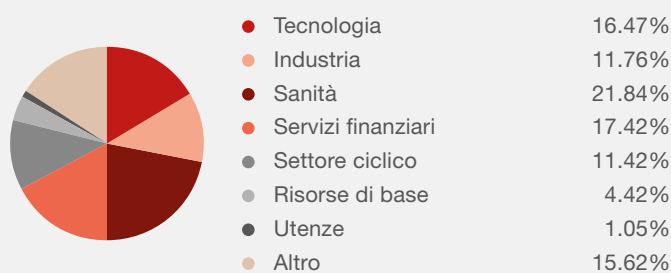 Tecnologia 16.47%
Industria 11.76%
Sanità 21.84%
Servizi finanziari 17.42%
Settore ciclico 11.42%
Risorse di base 4.42%
Utenze 1.05%
Altro 15.62%